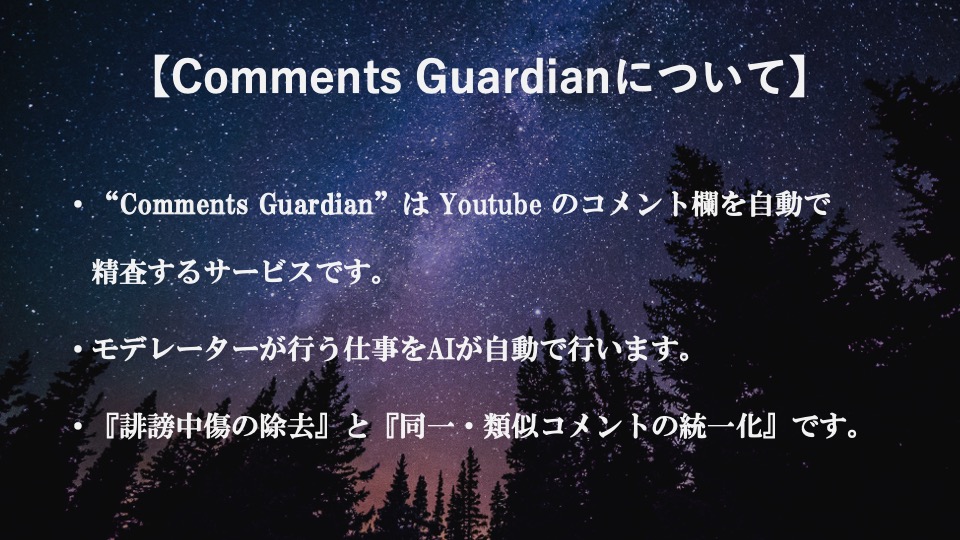 【Comments Guardianについて】
・“Comments Guardian”は Youtube のコメント欄を自動で
精査するサービスです。
・モデレーターが行う仕事をAIが自動で行います。
・『誹謗中傷の除去』と『同一・類似コメントの統一化』です。